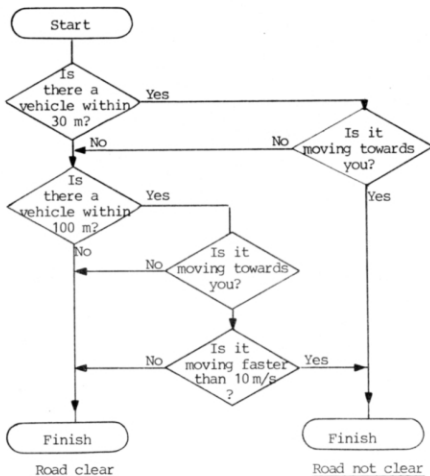 Start
Is
there a
vehicle within
30 m?
Yes
No
Is it
moving towards
you?
No
Yes
Is
there a
vehicle within
100 m?
Yes
No
Is it
moving towards
you?
No
Is it
moving faster
than 10 m/s
?
No
Yes
Finish
Road clear
Finish
Road not clear